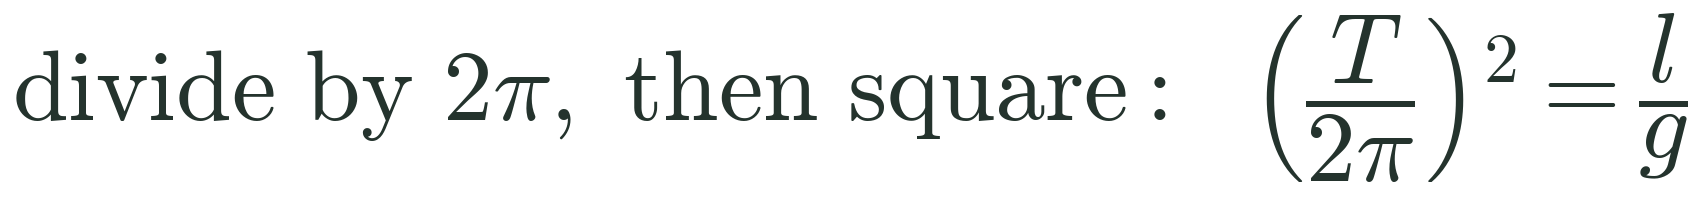 divide by 2π, then square : (T/2π)² = l/g